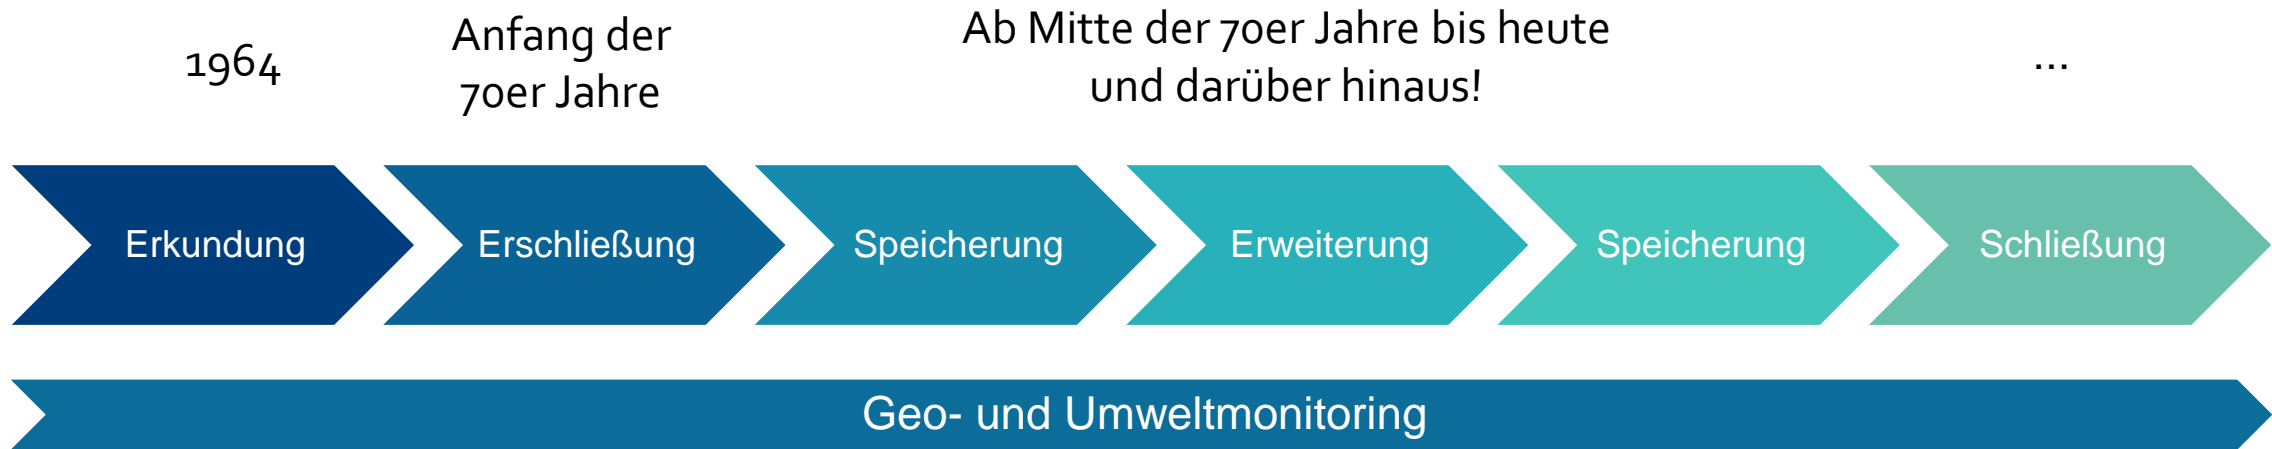 1964
Anfang der
70er Jahre
Ab Mitte der 70er Jahre bis heute
und darüber hinaus!
...
Erkundung
Erschließung
Speicherung
Erweiterung
Speicherung
Schließung
Geo- und Umweltmonitoring